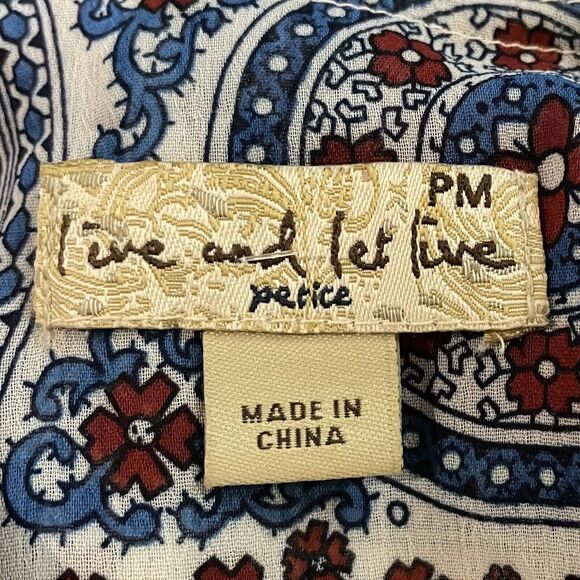 PM
live and let live
petite
MADE IN
CHINA